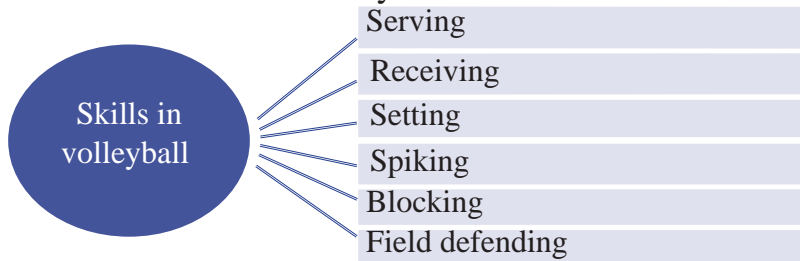 Skills in
volleyball
Serving
Receiving
Setting
Spiking
Blocking
Field defending